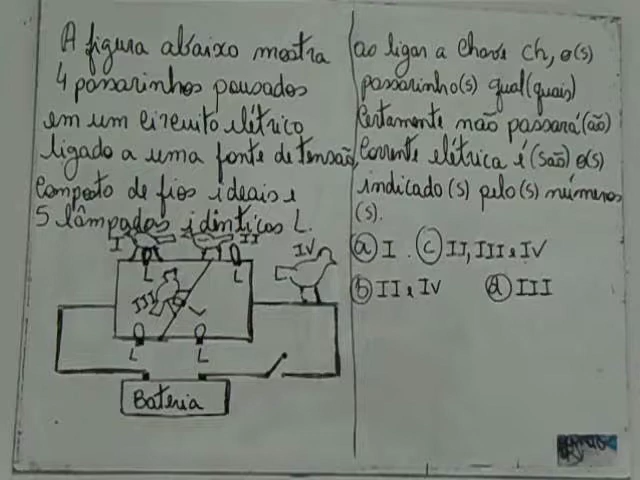 A figura abaixo mostra
4 passarinhos pousados
em um circuito elétrico
ligado a uma fonte de tensão,
composto de fios ideais e
5 lâmpadas idênticas L.
I
II
IV
L
L
III
L
L
L
Bateria
ao ligar a chave ch, o(s)
passarinho(s) qual(quais)
certamente não passará(ão)
corrente elétrica é(são) o(s)
indicado(s) pelo(s) números
(s).
a) I. c) II, III e IV
b) II e IV d) III